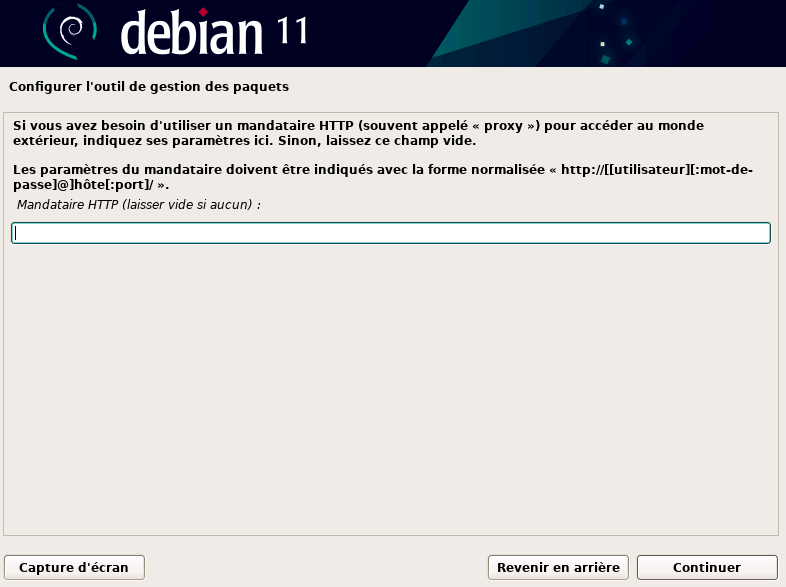 debian 11
Configurer l'outil de gestion des paquets
Si vous avez besoin d'utiliser un mandataire HTTP (souvent appelé « proxy ») pour accéder au monde
extérieur, indiquez ses paramètres ici. Sinon, laissez ce champ vide.
Les paramètres du mandataire doivent être indiqués avec la forme normalisée « http://[[utilisateur][:mot-de-
passe]@]hôte[:port]/ ».
Mandataire HTTP (laisser vide si aucun) :
Capture d'écran
Revenir en arrière
Continuer